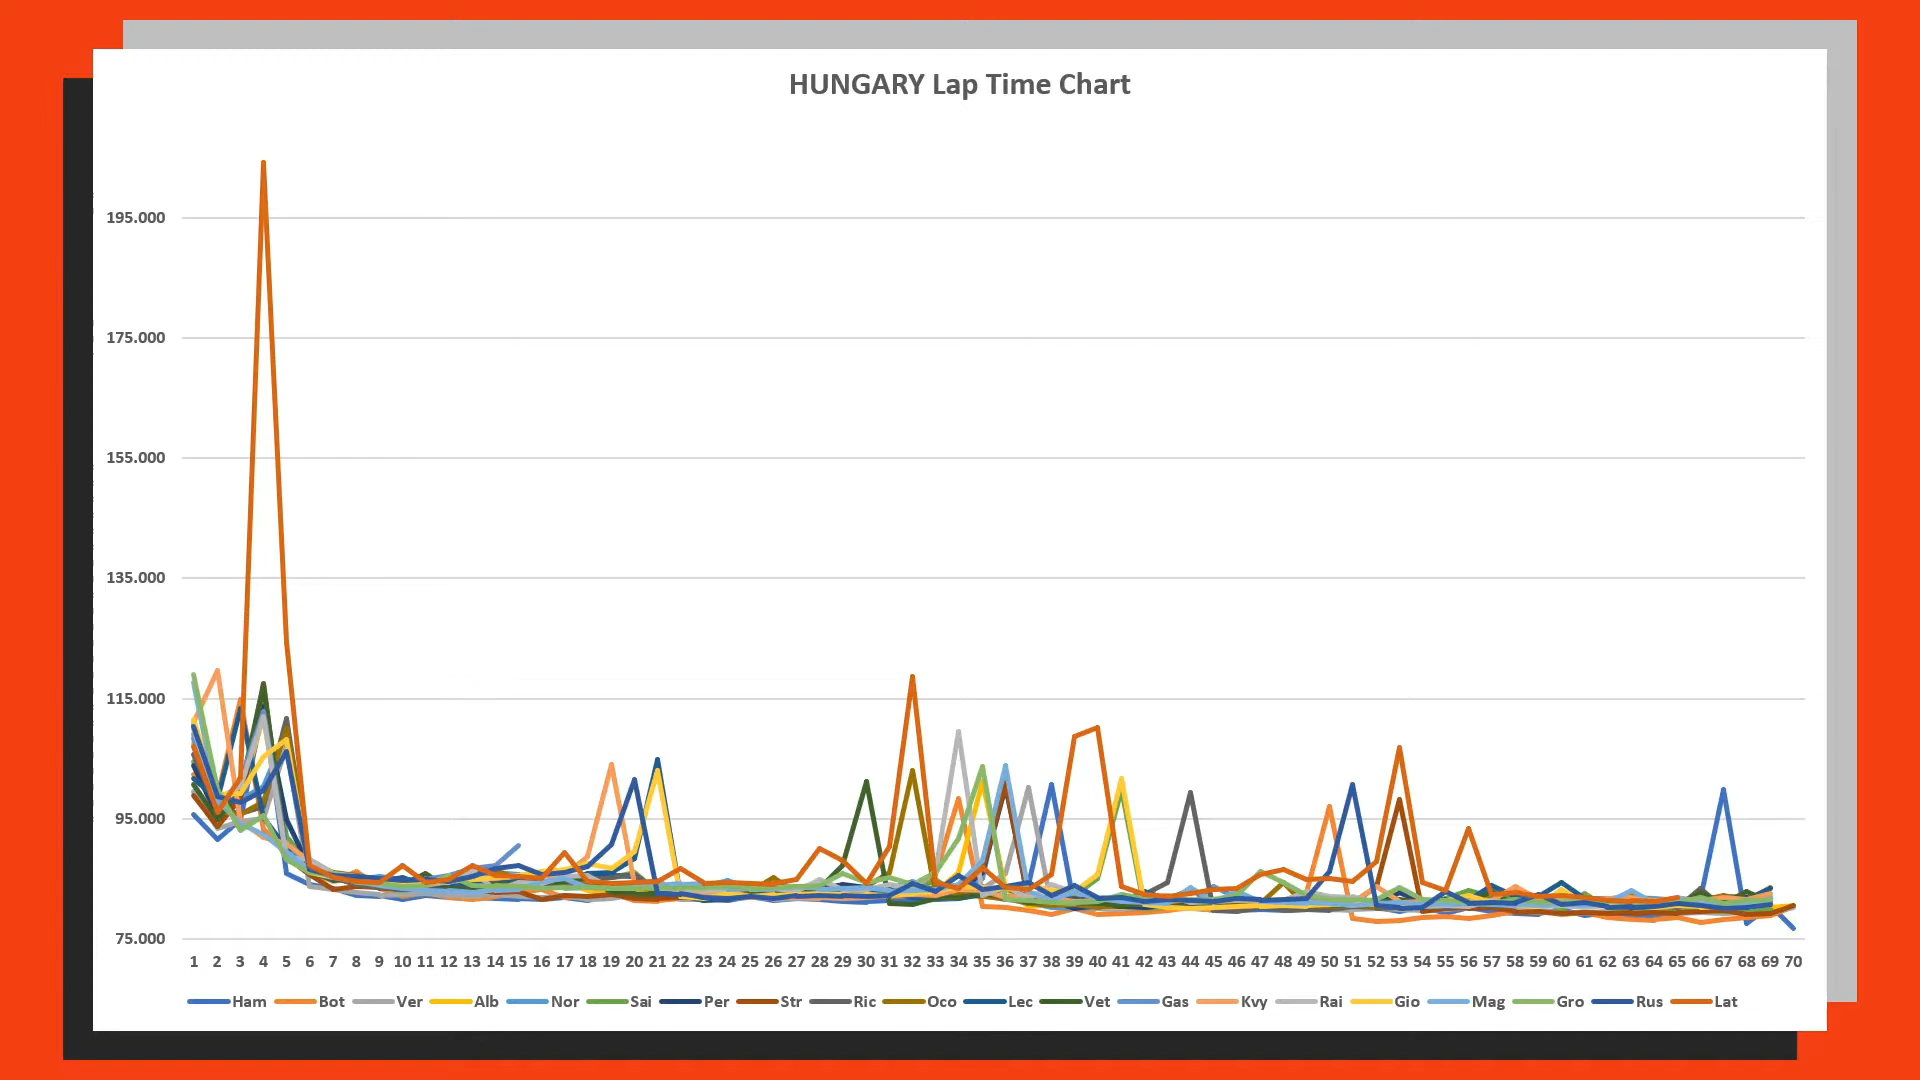 HUNGARY Lap Time Chart
195.000
175.000
155.000
135.000
115.000
95.000
75.000
1 2 3 4 5 6 7 8 9 10 11 12 13 14 15 16 17 18 19 20 21 22 23 24 25 26 27 28 29 30 31 32 33 34 35 36 37 38 39 40 41 42 43 44 45 46 47 48 49 50 51 52 53 54 55 56 57 58 59 60 61 62 63 64 65 66 67 68 69 70
Ham Bot Ver Alb Nor Sai Per Str Ric Oco Lec Vet Gas Kvy Rai Gio Mag Gro Rus Lat